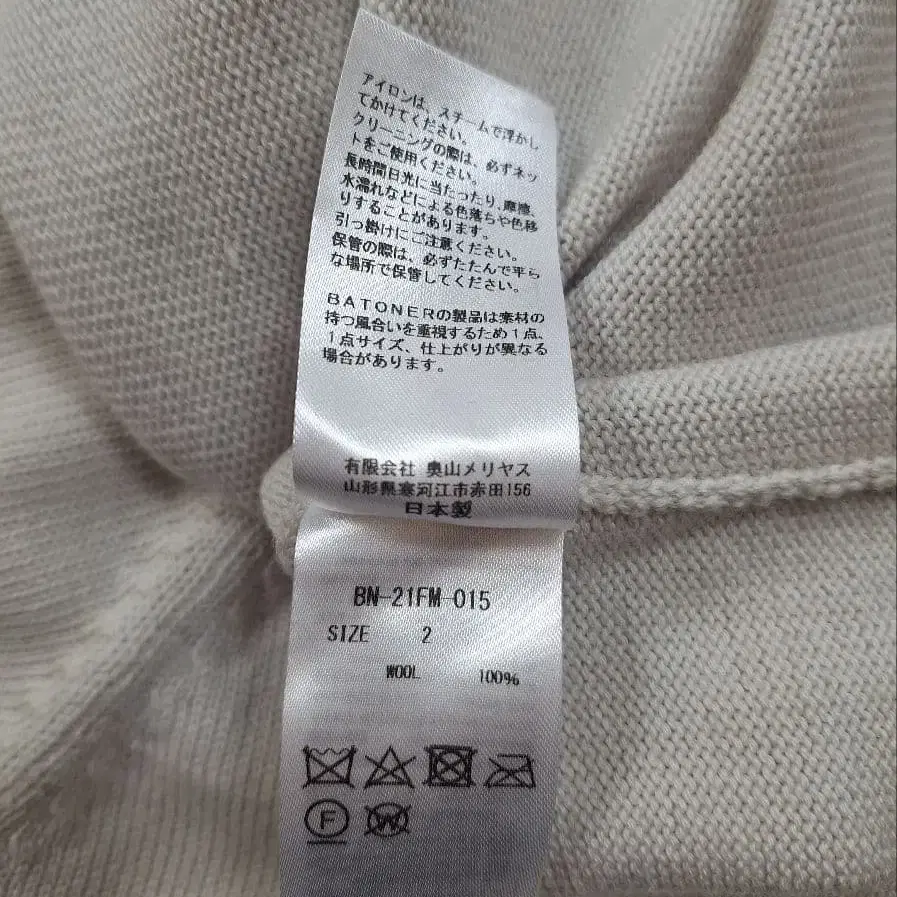 アイロンは、スチームで浮かし
てかけてください。
クリーニングの際は、必ずネッ
トをご使用ください。
長時間日光に当たったり、摩擦、
水濡れなどによる色落ちや色移
りすることがあります。
引っ掛けにご注意ください。
保管の際は、必ずたたんで平ら
な場所で保管してください。
BATONERの製品は素材の
持つ風合いを重視するため1点、
1点サイズ、仕上がりが異なる
場合があります。
有限会社 奥山メリヤス
山形県寒河江市赤田156
日本製
BN-21FM-015
SIZE 2
WOOL 100%
F W